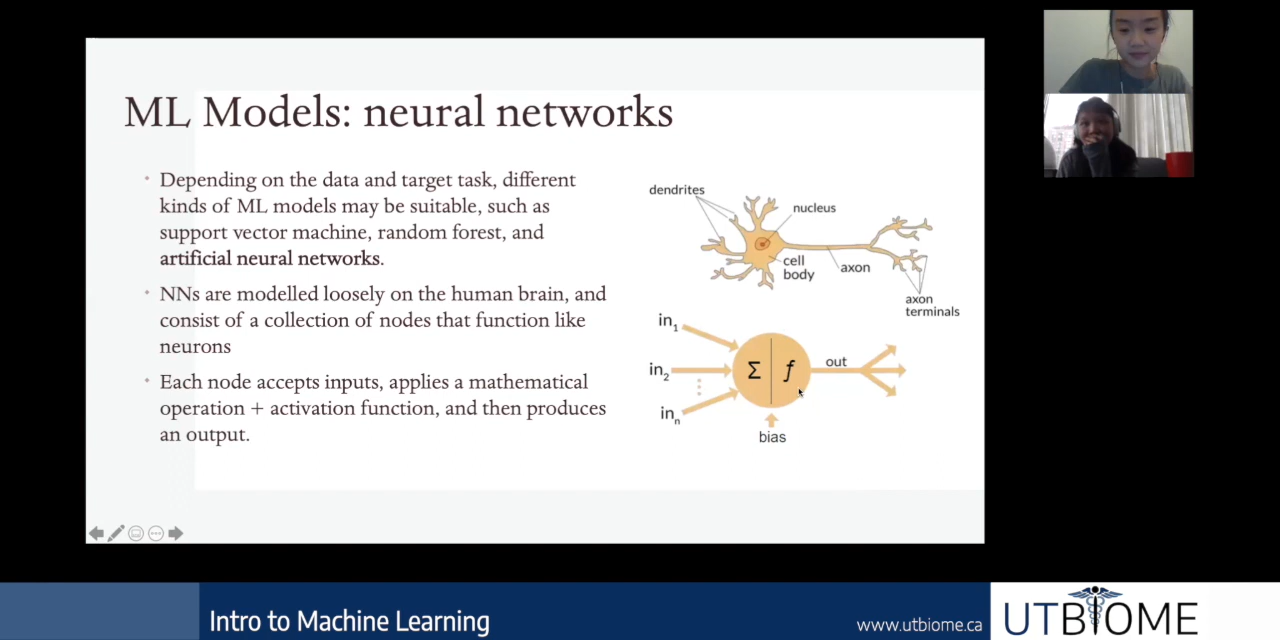 ML Models: neural networks
Depending on the data and target task, different
kinds of ML models may be suitable, such as
support vector machine, random forest, and
artificial neural networks.
NNs are modelled loosely on the human brain, and
consist of a collection of nodes that function like
neurons
Each node accepts inputs, applies a mathematical
operation + activation function, and then produces
an output.
dendrites
nucleus
cell
body
axon
axon
terminals
in1
in2
inn
Σ f
out
bias
Intro to Machine Learning
www.utbiome.ca
UTBIOME